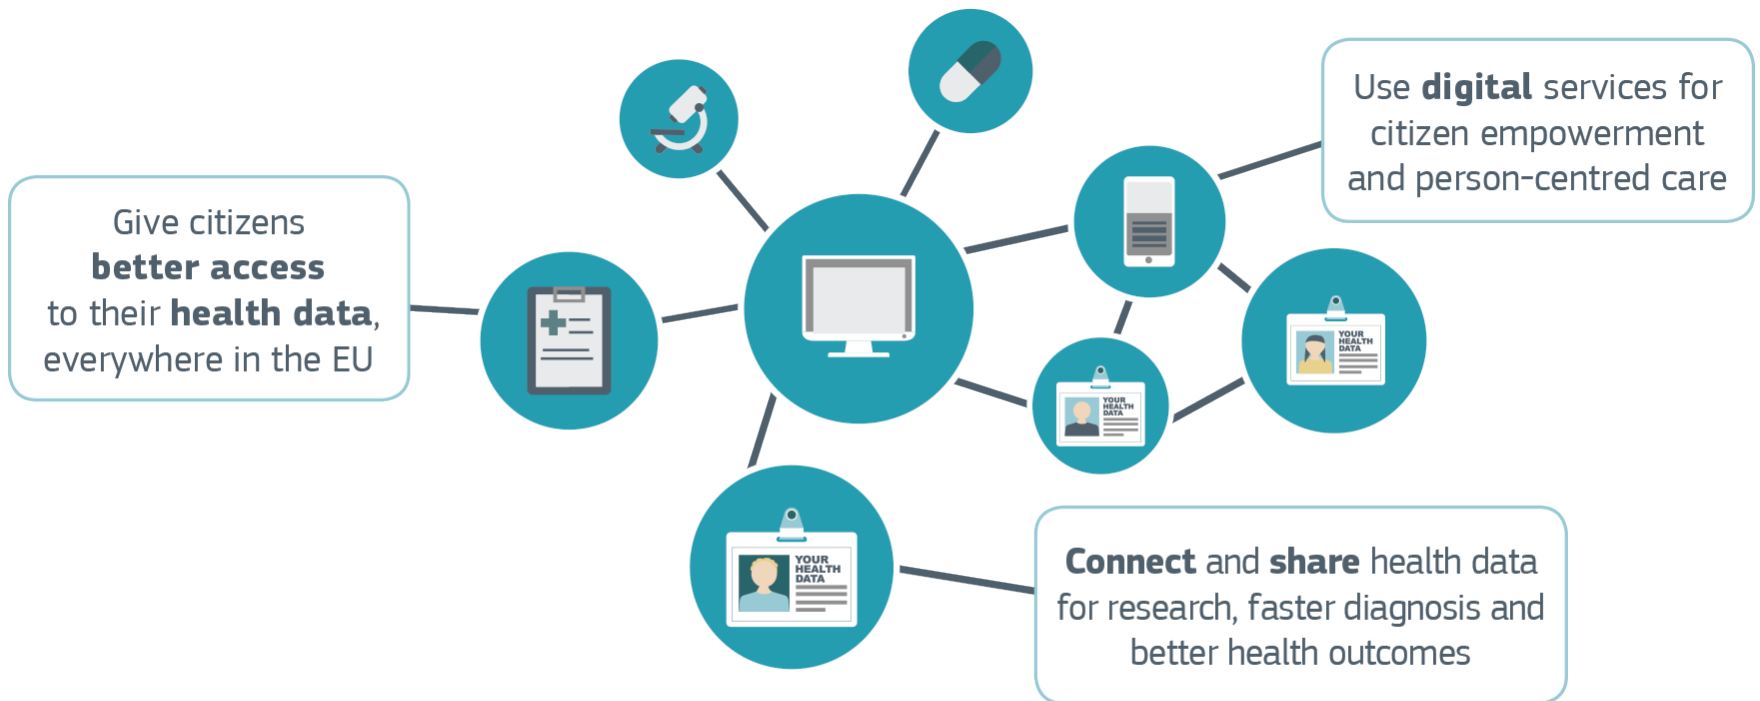 Give citizens
better access
to their health data,
everywhere in the EU
Use digital services for
citizen empowerment
and person-centred care
YOUR
HEALTH
DATA
YOUR
HEALTH
DATA
YOUR
HEALTH
DATA
Connect and share health data
for research, faster diagnosis and
better health outcomes